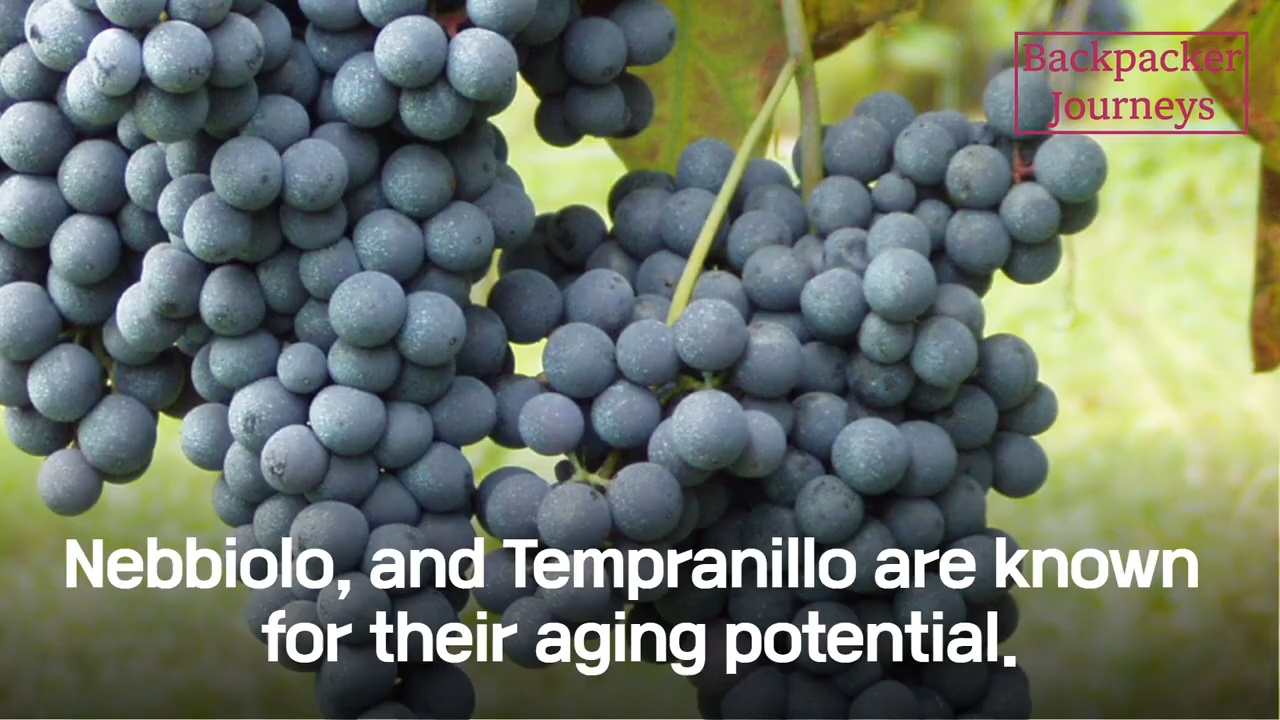 Backpacker
Journeys
Nebbiolo, and Tempranillo are known
for their aging potential.